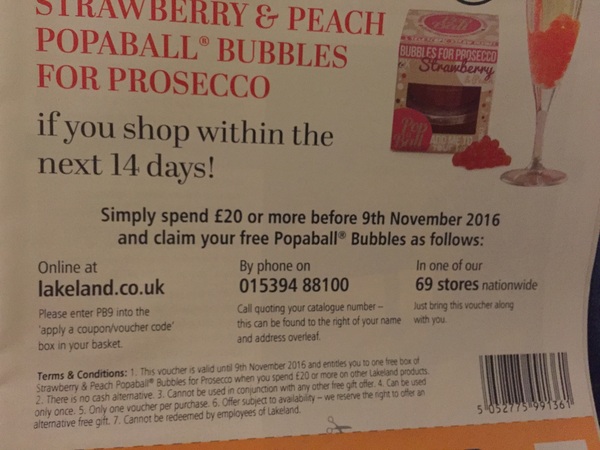 STRAWBERRY & PEACH
POPABALL® BUBBLES
FOR PROSECCO
if you shop within the
next 14 days!
BUBBLES FOR PROSECCO
Strawberry
Pop
Ball
Simply spend £20 or more before 9th November 2016
and claim your free Popaball® Bubbles as follows:
Online at
lakeland.co.uk
Please enter PB9 into the
'apply a coupon/voucher code'
box in your basket.
By phone on
015394 88100
Call quoting your catalogue number –
this can be found to the right of your name
and address overleaf.
In one of our
69 stores nationwide
Just bring this voucher along
with you.
Terms & Conditions: 1. This voucher is valid until 9th November 2016 and entitles you to one free box of
Strawberry & Peach Popaball® Bubbles for Prosecco when you spend £20 or more on other Lakeland products.
2. There is no cash alternative. 3. Cannot be used in conjunction with any other free gift offer. 4. Can be used
only once. 5. Only one voucher per purchase. 6. Offer subject to availability – we reserve the right to offer an
alternative free gift. 7. Cannot be redeemed by employees of Lakeland.
5 052775 991361